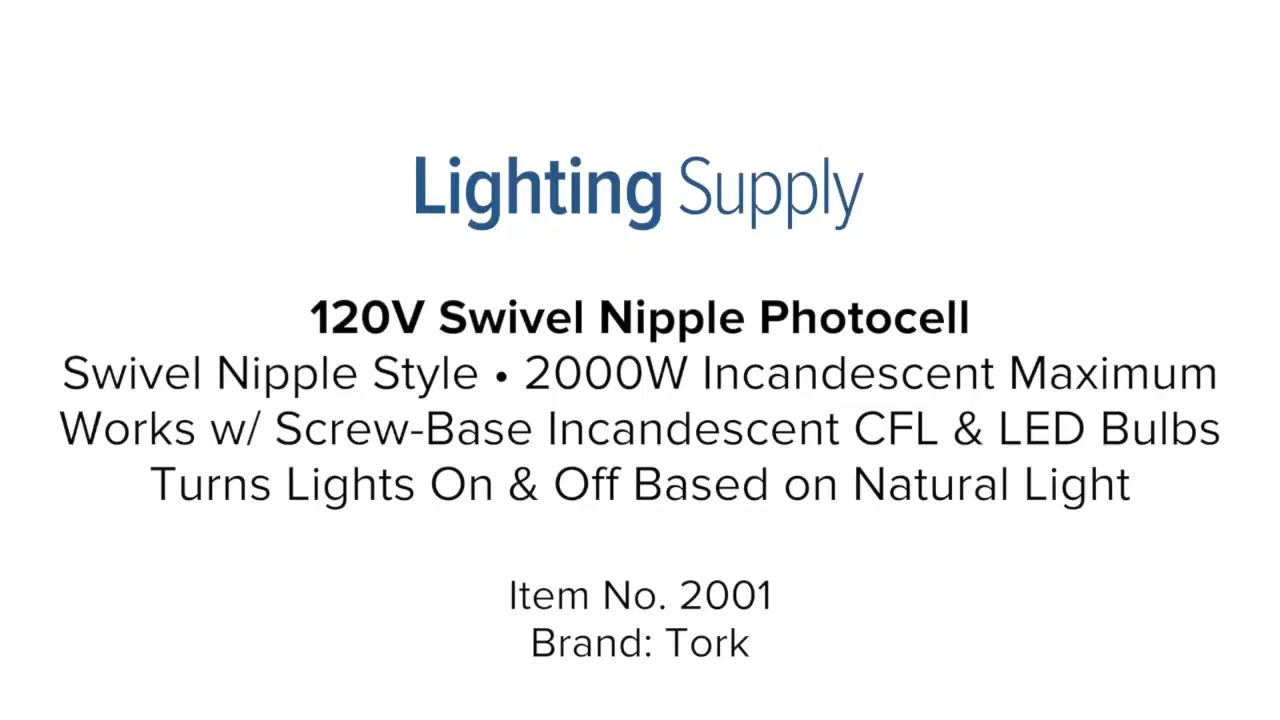 Lighting Supply
120V Swivel Nipple Photocell
Swivel Nipple Style • 2000W Incandescent Maximum
Works w/ Screw-Base Incandescent CFL & LED Bulbs
Turns Lights On & Off Based on Natural Light
Item No. 2001
Brand: Tork